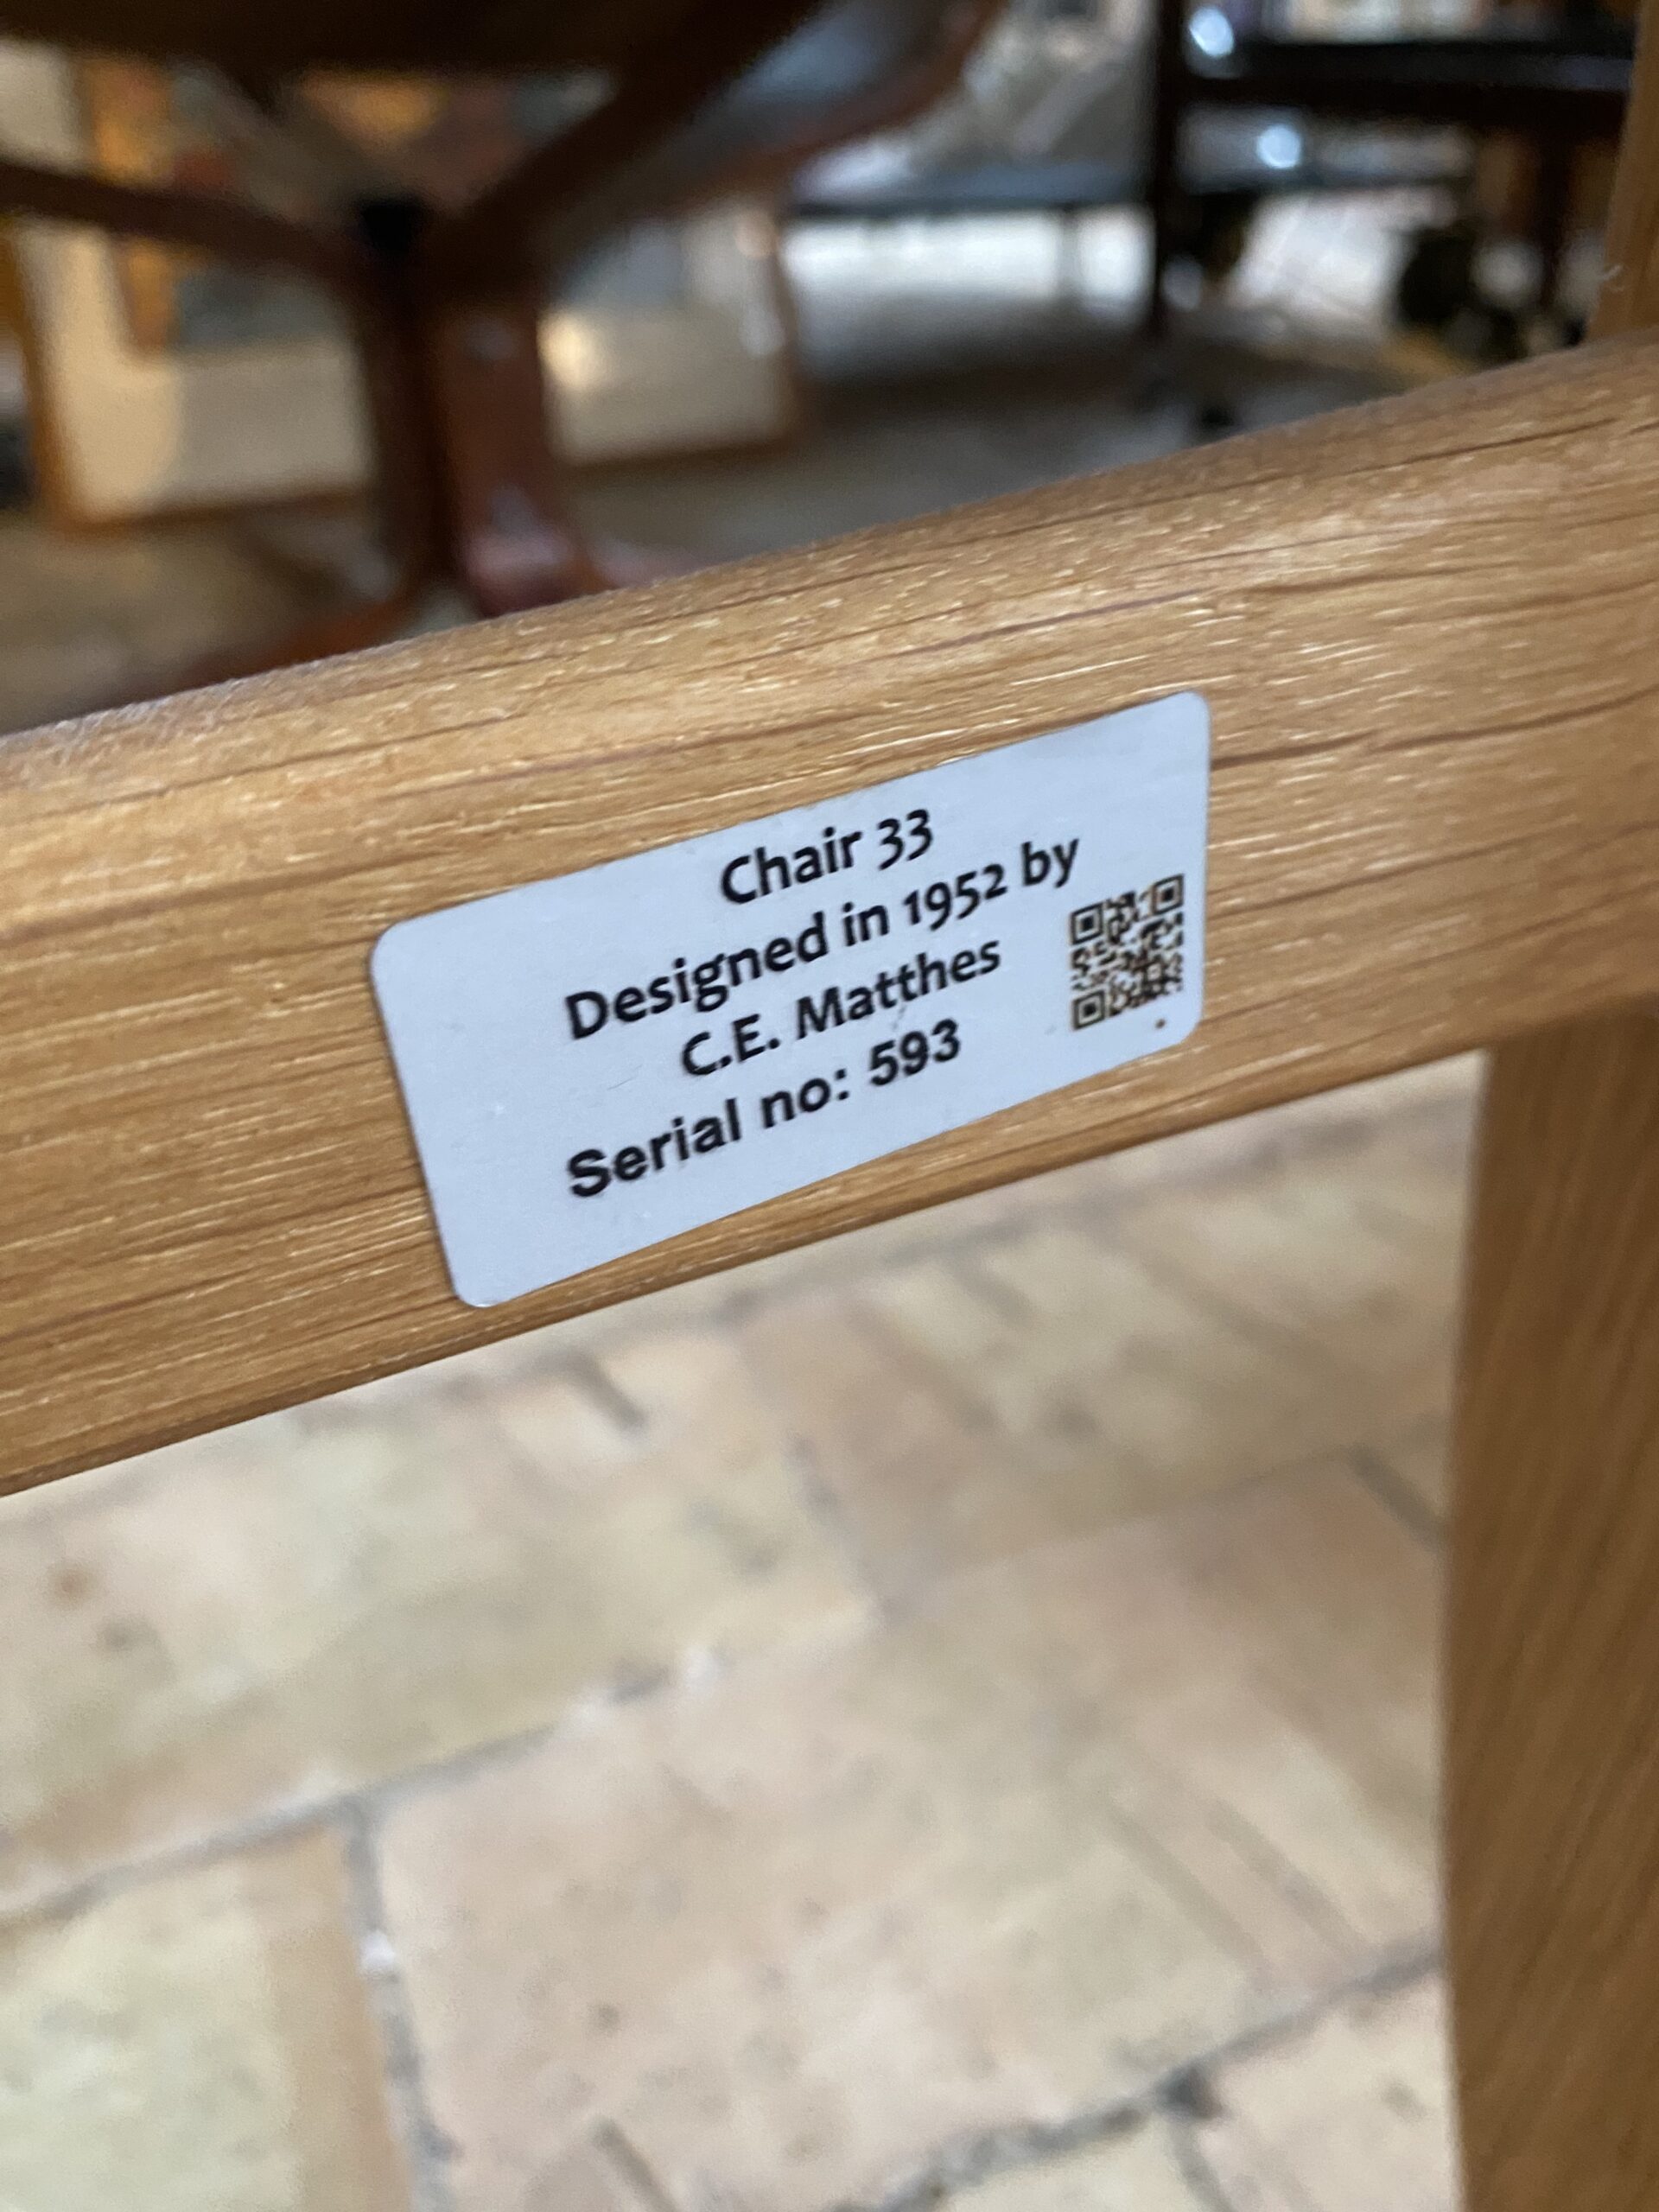 Chair 33
Designed in 1952 by
C.E. Matthes
Serial no: 593